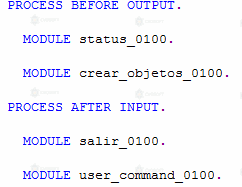 PROCESS BEFORE OUTPUT.
MODULE status_0100.
MODULE crear_objetos_0100.
PROCESS AFTER INPUT.
MODULE salir_0100.
MODULE user_command_0100.